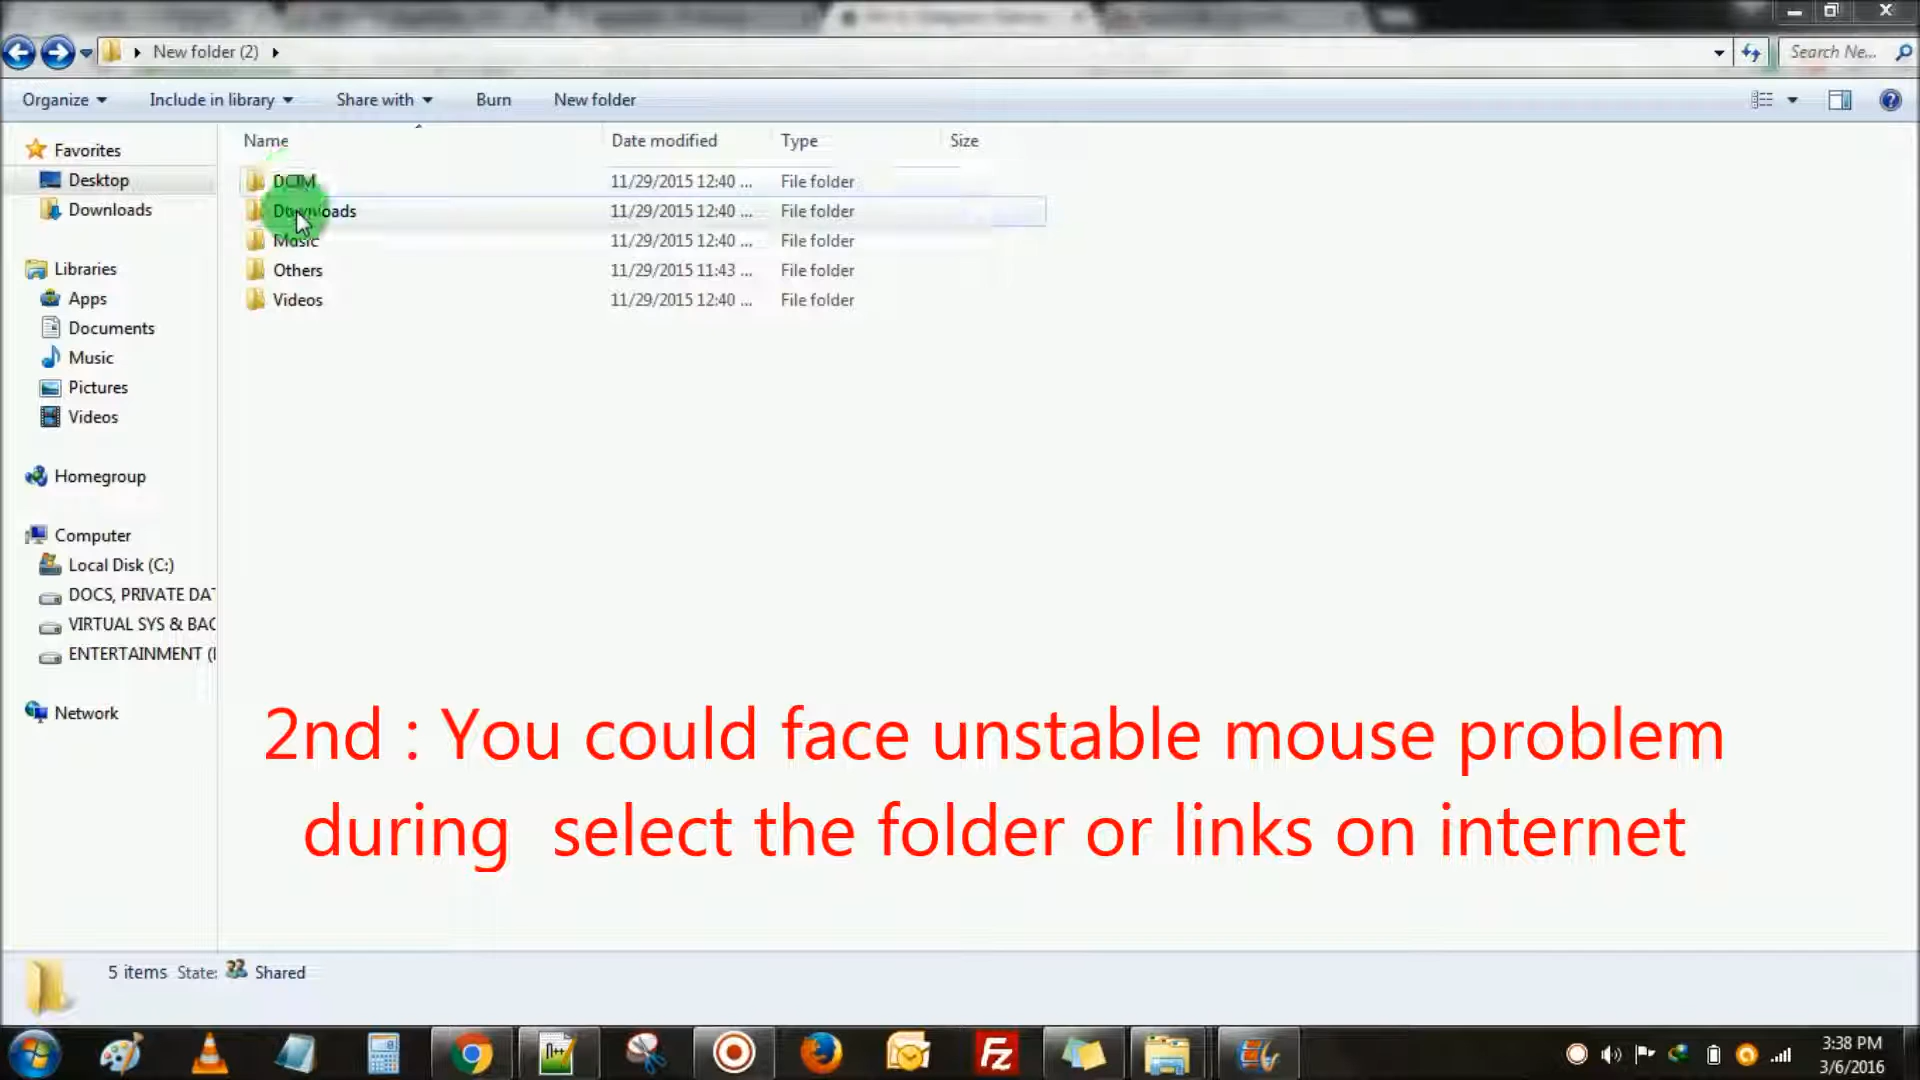 New folder (2)
Search Ne...
Organize
Include in library
Share with
Burn
New folder
Favorites
Desktop
Downloads
Libraries
Apps
Documents
Music
Pictures
Videos
Homegroup
Computer
Local Disk (C:)
DOCS, PRIVATE DAT
VIRTUAL SYS & BAC
ENTERTAINMENT (
Network
Name Date modified Type Size
DCIM 11/29/2015 12:40 ... File folder
Downloads 11/29/2015 12:40 ... File folder
Music 11/29/2015 12:40 ... File folder
Others 11/29/2015 11:43 ... File folder
Videos 11/29/2015 12:40 ... File folder
2nd : You could face unstable mouse problem
during select the folder or links on internet
5 items State: Shared
N++
Fz
3:38 PM
3/6/2016